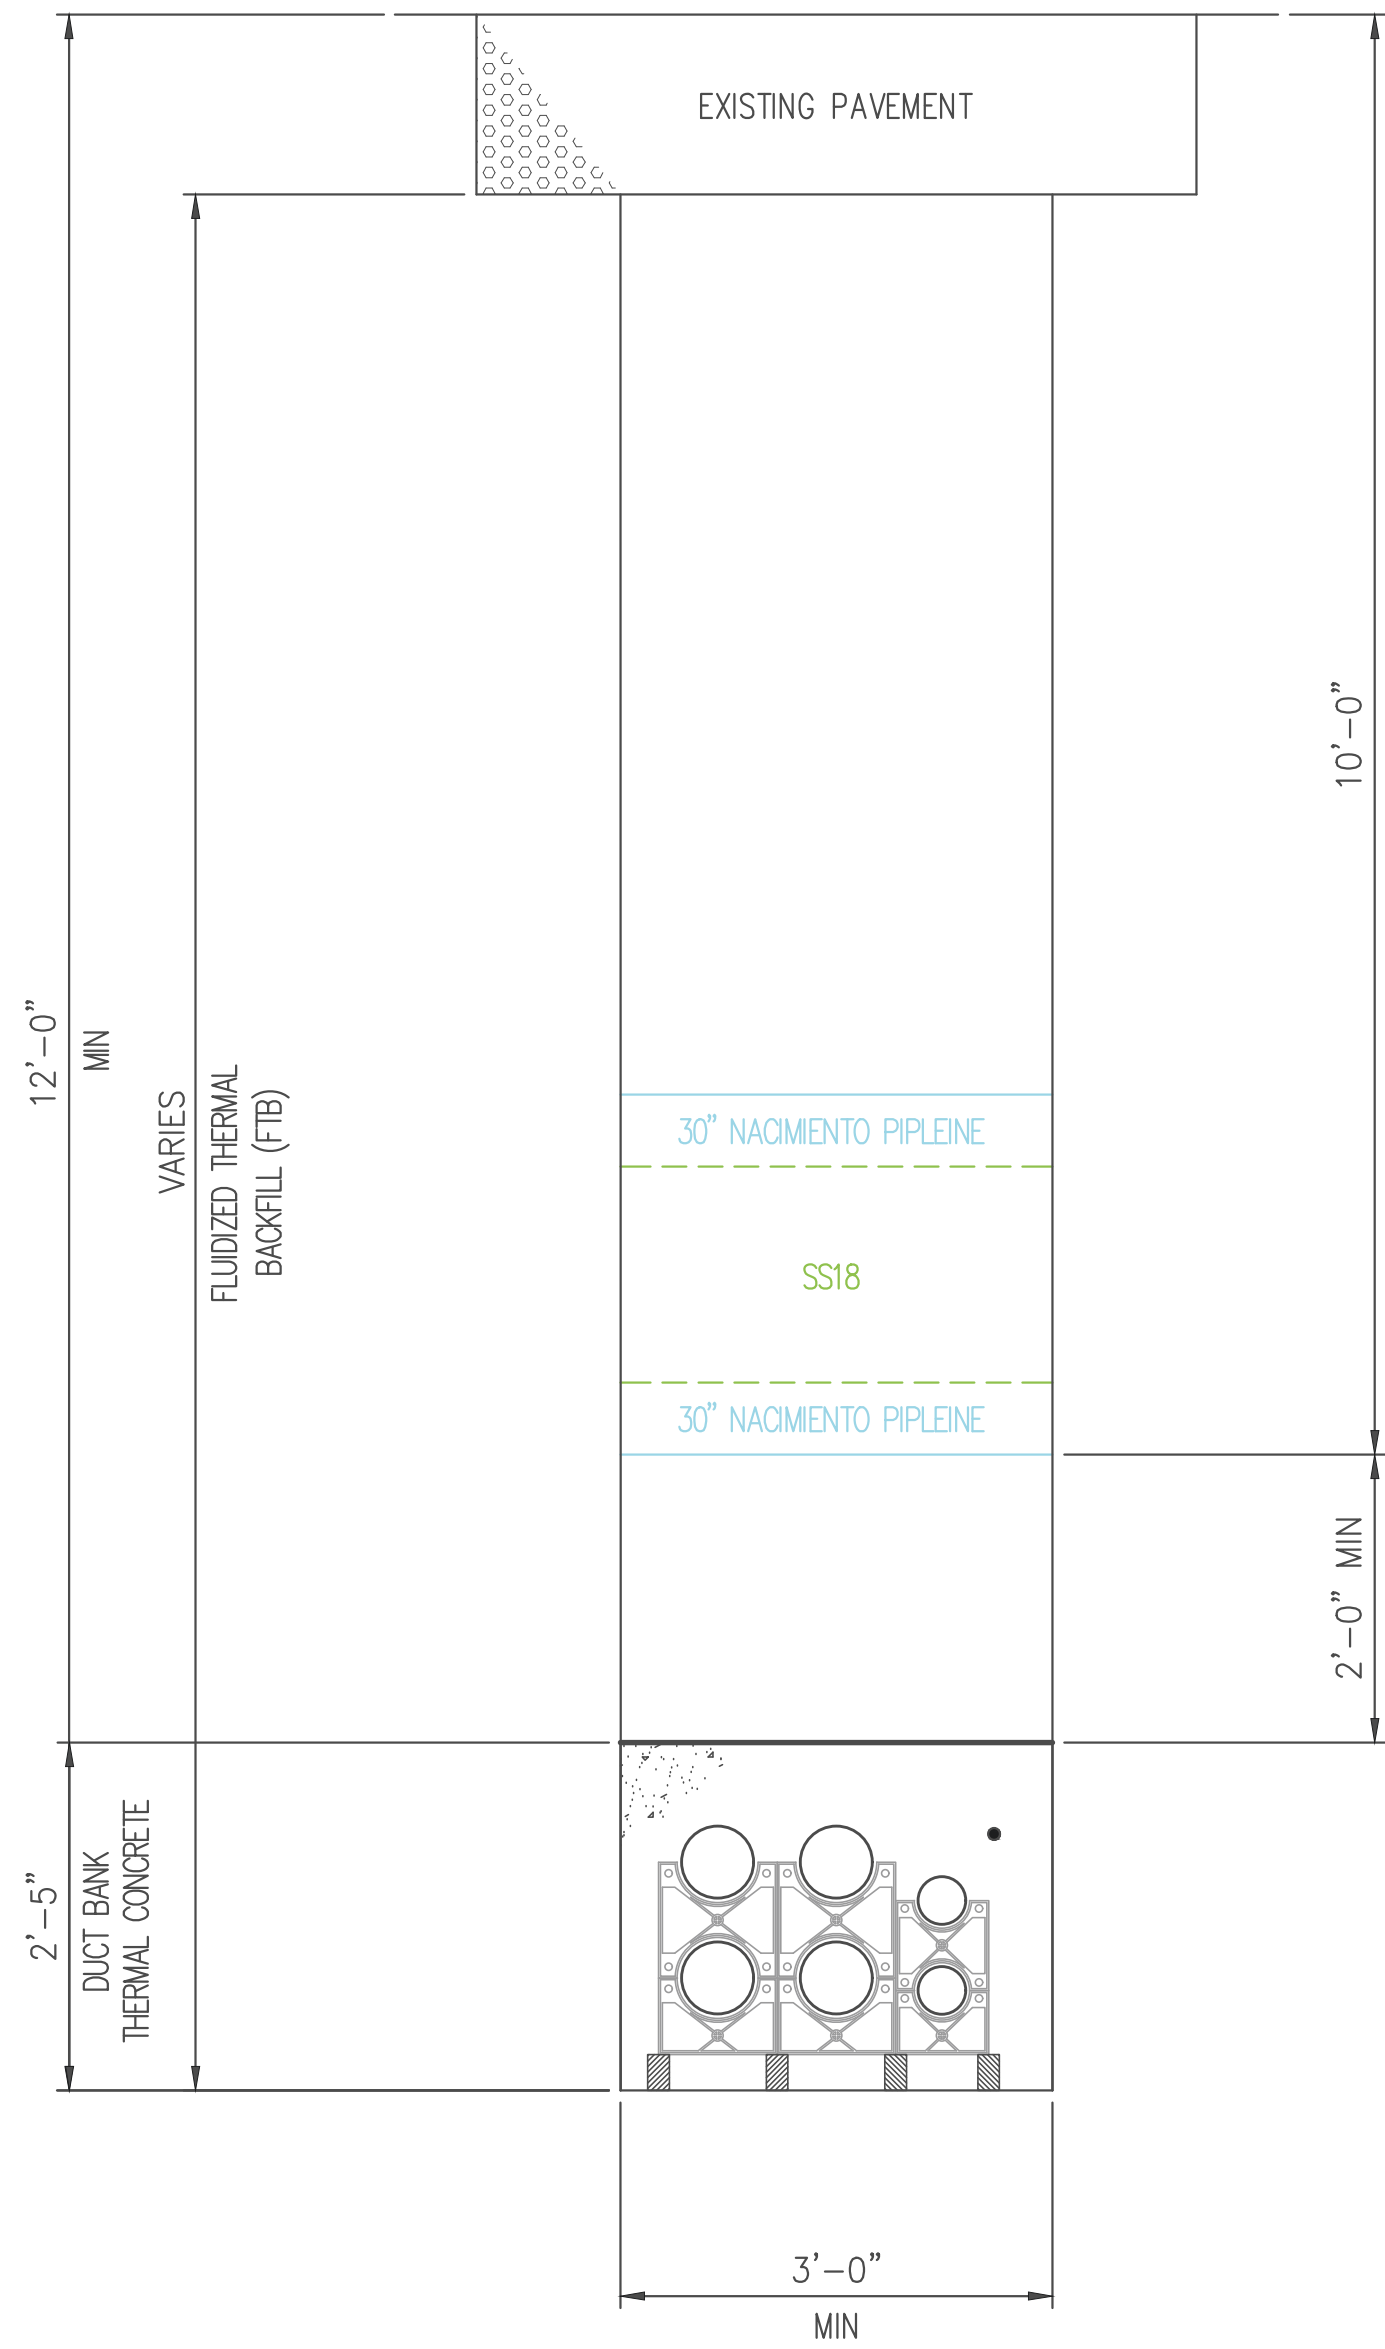 EXISTING PAVEMENT
10'-0"
12'-0"
MIN
VARIES
FLUIDIZED THERMAL
BACKFILL (FTB)
30" NACIMIENTO PIPLEINE
SS18
30" NACIMIENTO PIPLEINE
2'-0" MIN
2'-5"
DUCT BANK
THERMAL CONCRETE
3'-0"
MIN